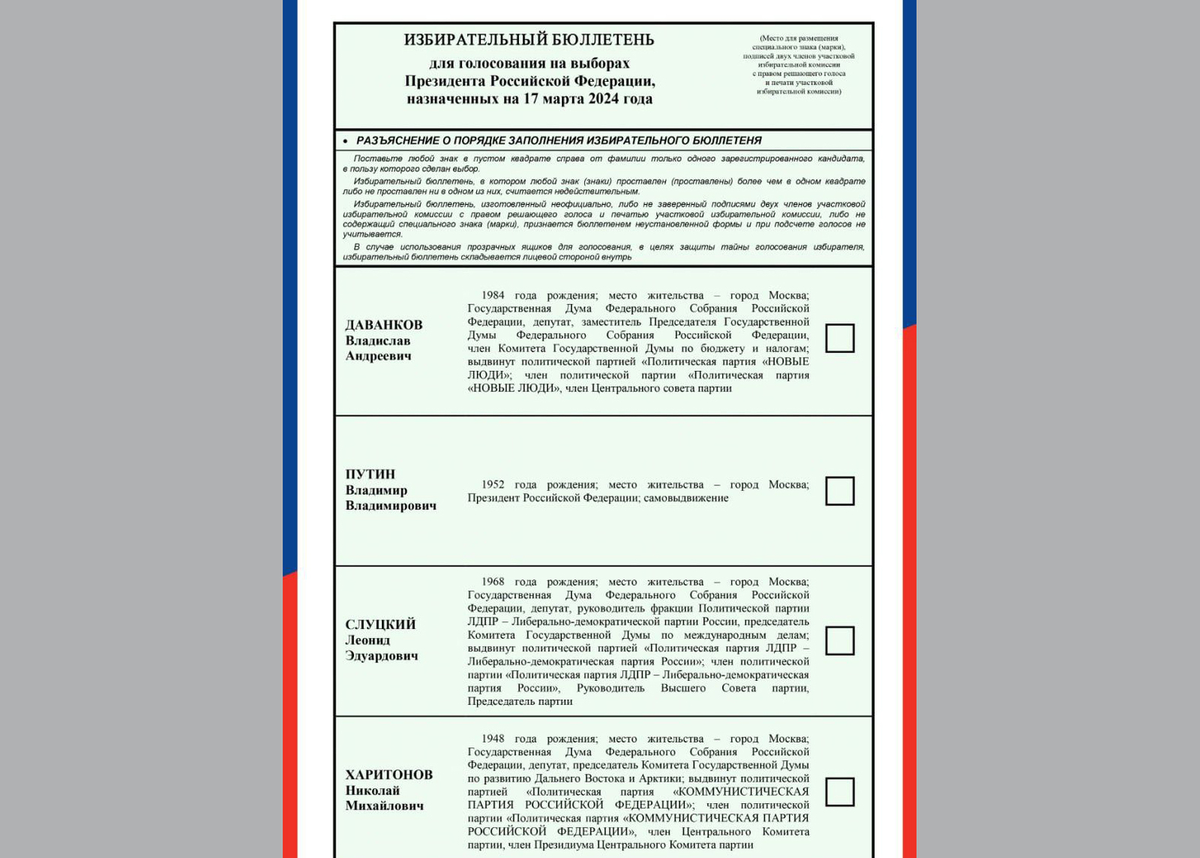 ИЗБИРАТЕЛЬНЫЙ БЮЛЛЕТЕНЬ
для голосования на выборах
Президента Российской Федерации,
назначенных на 17 марта 2024 года
(Место для размещения
специального знака (марки),
подписей двух членов участковой
избирательной комиссии
с правом решающего голоса
и печати участковой
избирательной комиссии)
• РАЗЪЯСНЕНИЕ О ПОРЯДКЕ ЗАПОЛНЕНИЯ ИЗБИРАТЕЛЬНОГО БЮЛЛЕТЕНЯ
Поставьте любой знак в пустом квадрате справа от фамилии только одного зарегистрированного кандидата,
в пользу которого сделан выбор.
Избирательный бюллетень, в котором любой знак (знаки) проставлен (проставлены) более чем в одном квадрате
либо не проставлен ни в одном из них, считается недействительным.
Избирательный бюллетень, изготовленный неофициально, либо не заверенный подписями двух членов участковой
избирательной комиссии с правом решающего голоса и печатью участковой избирательной комиссии, либо не
содержащий специального знака (марки), признается бюллетенем неустановленной формы и при подсчете голосов не
учитывается.
В случае использования прозрачных ящиков для голосования, в целях защиты тайны голосования избирателя,
избирательный бюллетень складывается лицевой стороной внутрь
ДАВАНКОВ
Владислав
Андреевич
1984 года рождения; место жительства – город Москва;
Государственная Дума Федерального Собрания Российской
Федерации, депутат, заместитель Председателя Государственной
Думы Федерального Собрания Российской Федерации,
член Комитета Государственной Думы по бюджету и налогам;
выдвинут политической партией «Политическая партия «НОВЫЕ
ЛЮДИ»; член политической партии «Политическая партия
«НОВЫЕ ЛЮДИ», член Центрального совета партии
ПУТИН
Владимир
Владимирович
1952 года рождения; место жительства – город Москва;
Президент Российской Федерации; самовыдвижение
СЛУЦКИЙ
Леонид
Эдуардович
1968 года рождения; место жительства – город Москва;
Государственная Дума Федерального Собрания Российской
Федерации, депутат, руководитель фракции Политической партии
ЛДПР – Либерально-демократической партии России, председатель
Комитета Государственной Думы по международным делам;
выдвинут политической партией «Политическая партия ЛДПР –
Либерально-демократическая партия России»; член политической
партии «Политическая партия ЛДПР – Либерально-демократическая
партия России», Руководитель Высшего Совета партии,
Председатель партии
ХАРИТОНОВ
Николай
Михайлович
1948 года рождения; место жительства – город Москва;
Государственная Дума Федерального Собрания Российской
Федерации, депутат, председатель Комитета Государственной Думы
по развитию Дальнего Востока и Арктики; выдвинут политической
партией «Политическая партия «КОММУНИСТИЧЕСКАЯ
ПАРТИЯ РОССИЙСКОЙ ФЕДЕРАЦИИ»; член политической
партии «Политическая партия «КОММУНИСТИЧЕСКАЯ ПАРТИЯ
РОССИЙСКОЙ ФЕДЕРАЦИИ», член Центрального Комитета
партии, член Президиума Центрального Комитета партии